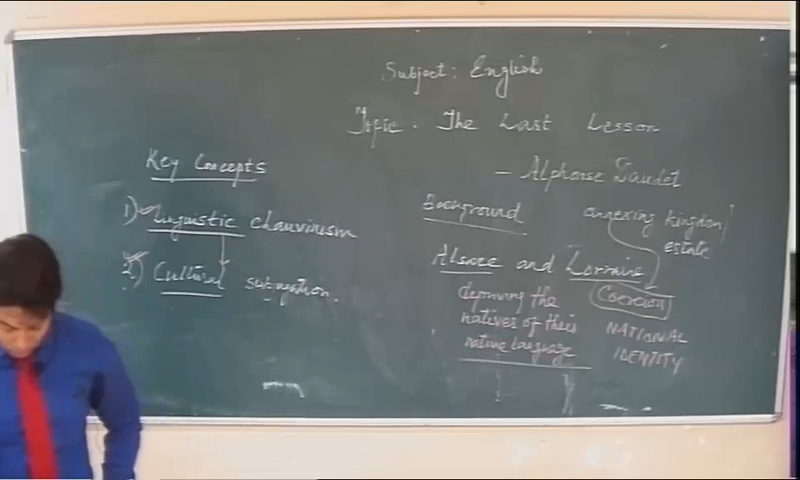 Subject: English
Topic. The Last Lesson
- Alphonse Daudet
Key Concepts
1) Linguistic chauvinism
2) Cultural subjugation.
Background
Alsace and Lorraine
depriving the
natives of their
native language
annexing kingdom/
estate
Coercion
NATIONAL
IDENTITY